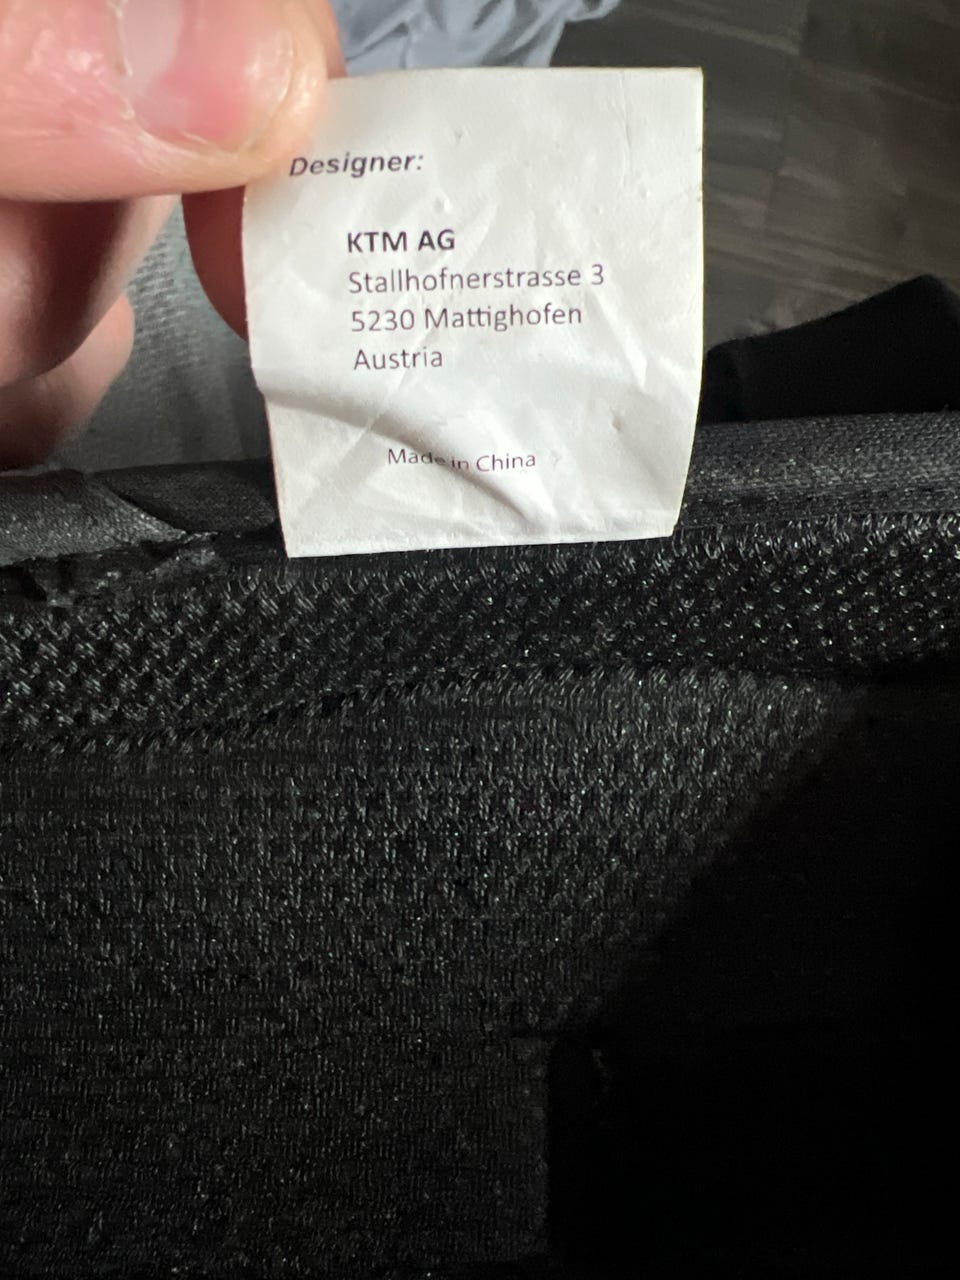 Designer:
KTM AG
Stallhofnerstrasse 3
5230 Mattighofen
Austria
Made in China